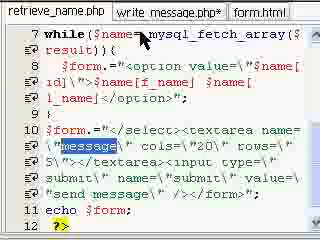 retrieve_name.php write_message.php* form.html
7 while($name= mysql_fetch_array($
result)){
8 $form.="<option value=\"$name[
id]\">$name[f_name] $name[
l_name]</option>";
9 }
10 $form.="</select><textarea name=
\"message\" cols=\"20\" rows=\"
5\"></textarea><input type=\"
submit\" name=\"submit\" value=\"
send message\" /></form>";
11 echo $form;
12 ?>